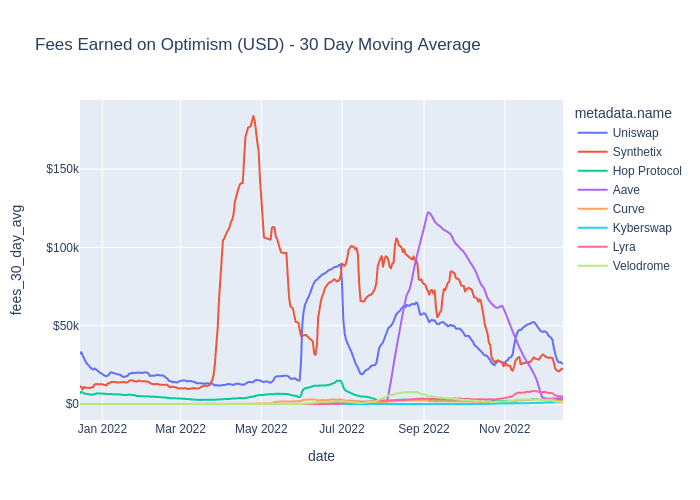 Fees Earned on Optimism (USD) - 30 Day Moving Average
metadata.name
Uniswap
Synthetix
Hop Protocol
Aave
Curve
Kyberswap
Lyra
Velodrome
fees_30_day_avg
$150k
$100k
$50k
$0
Jan 2022 Mar 2022 May 2022 Jul 2022 Sep 2022 Nov 2022
date